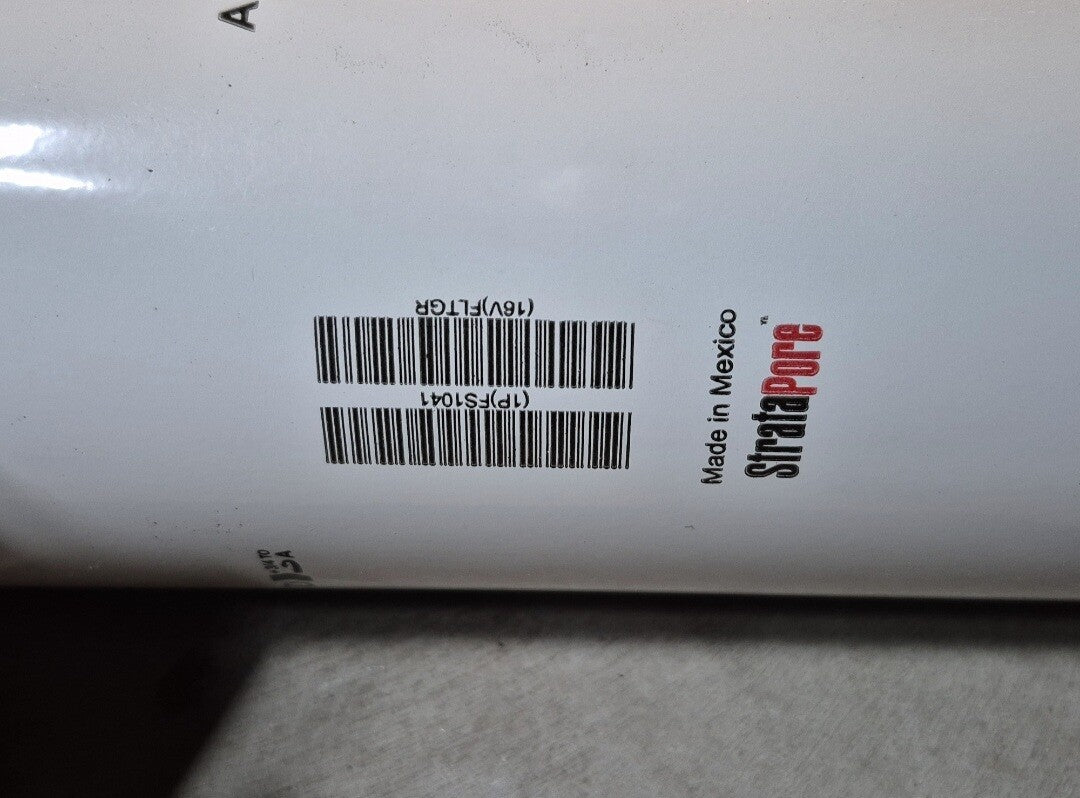 A
(16V)FLTGR
(1P)FS1041
Made in Mexico
StrataPore
A